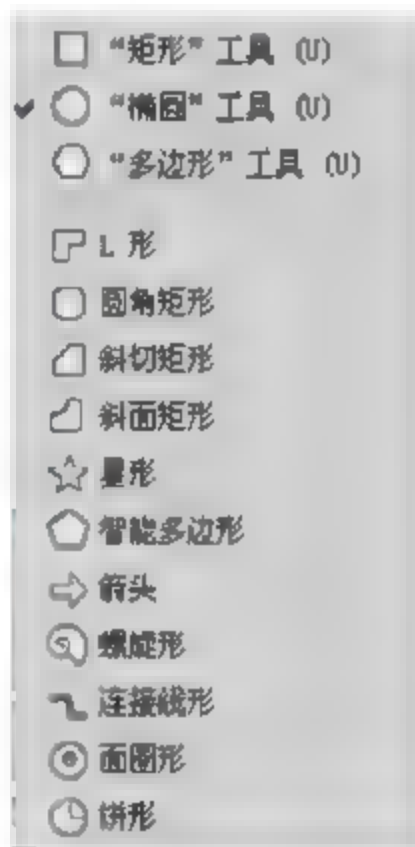 “矩形” 工具 (U)
“椭圆” 工具 (U)
“多边形” 工具 (U)
L 形
圆角矩形
斜切矩形
斜面矩形
星形
智能多边形
箭头
螺旋形
连接线形
面圈形
饼形